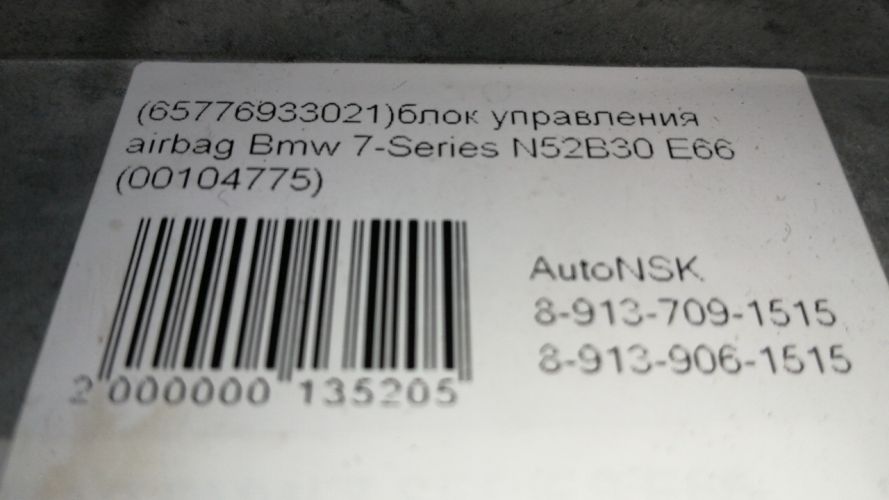 (65776933021)блок управления
airbag Bmw 7-Series N52B30 E66
(00104775)
AutoNSK
8-913-709-1515
8-913-906-1515
2 000000 135205